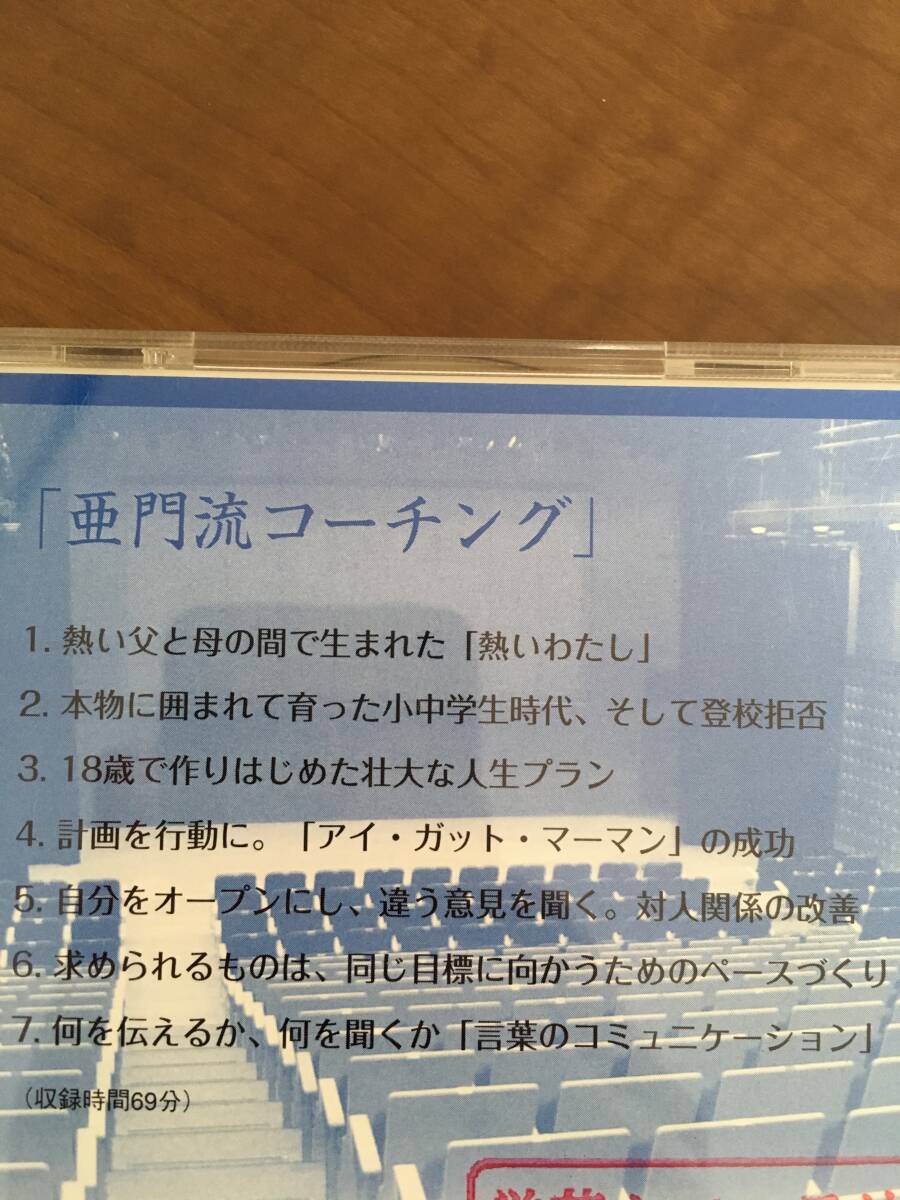 「亜門流コーチング」
1. 熱い父と母の間で生まれた「熱いわたし」
2. 本物に囲まれて育った小中学生時代、そして登校拒否
3. 18歳で作りはじめた壮大な人生プラン
4. 計画を行動に。「アイ・ガット・マーマン」の成功
5. 自分をオープンにし、違う意見を聞く。対人関係の改善
6. 求められるものは、同じ目標に向かうためのペースづくり
7. 何を伝えるか、何を聞くか「言葉のコミュニケーション」
（収録時間69分）